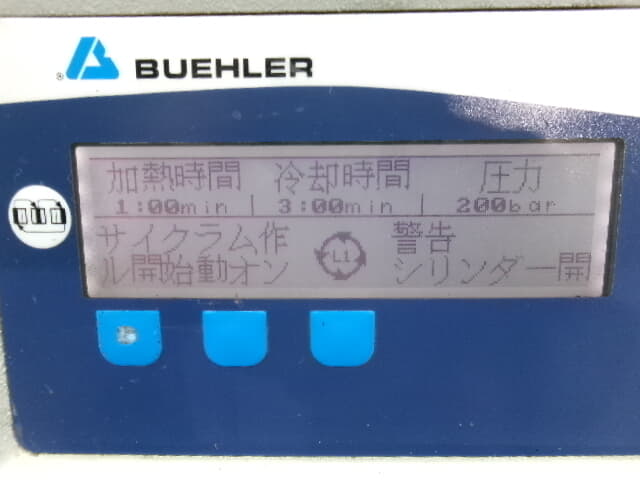 BUEHLER
加熱時間 冷却時間 圧力
1:00min | 3:00min | 200bar
サイクラム作 警告
ル開始動オン L1 シリンダー開